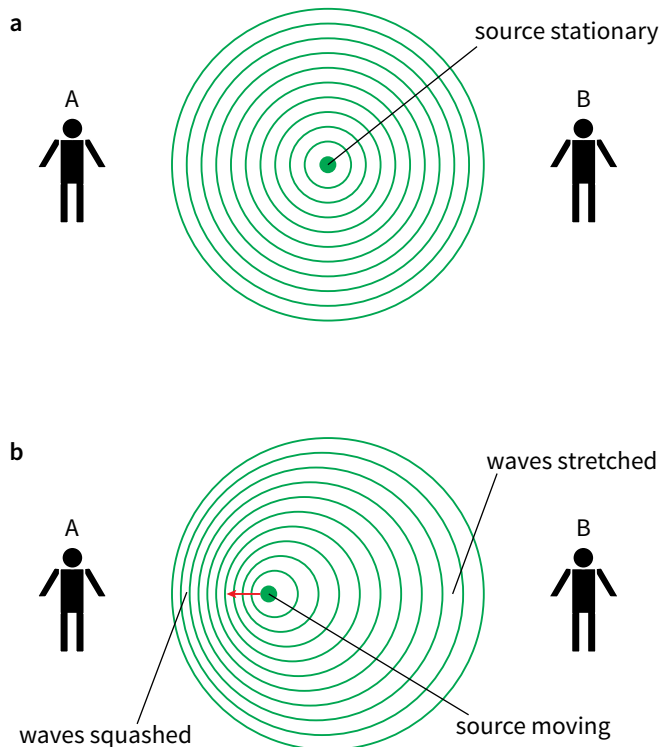 a
source stationary
A
B
b
waves stretched
A
B
waves squashed
source moving